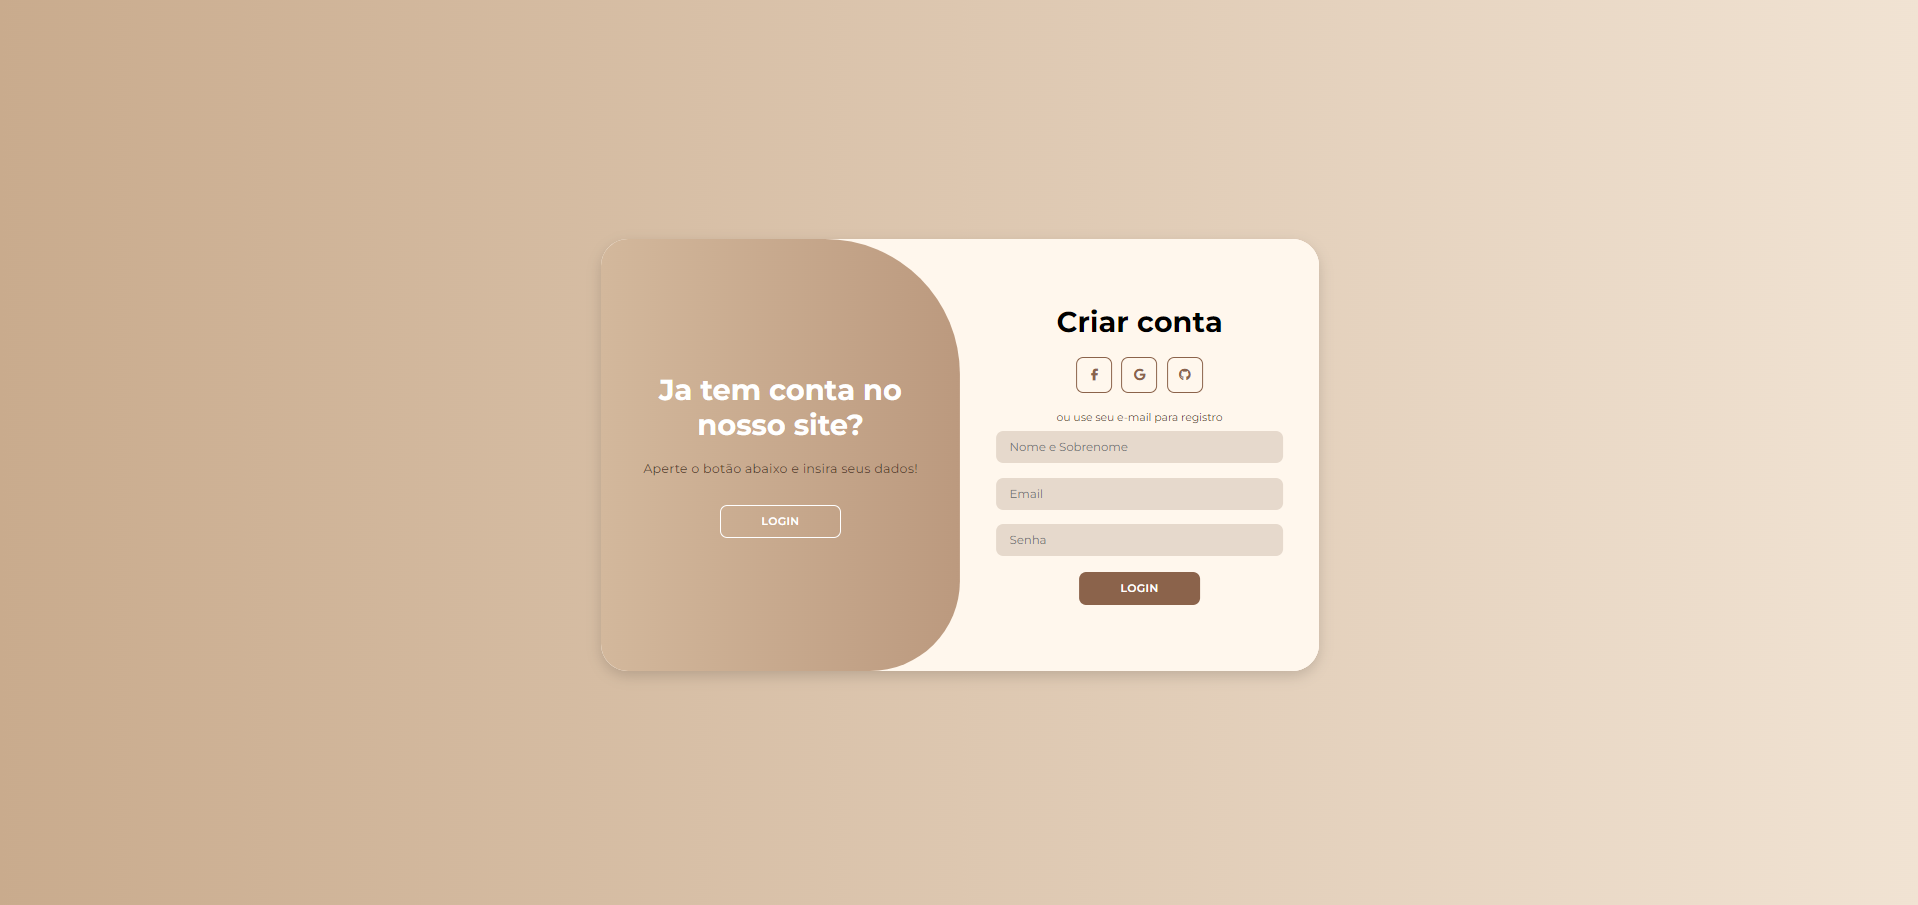 Ja tem conta no
nosso site?
Aperte o botão abaixo e insira seus dados!
LOGIN
Criar conta
ou use seu e-mail para registro
Nome e Sobrenome
Email
Senha
LOGIN